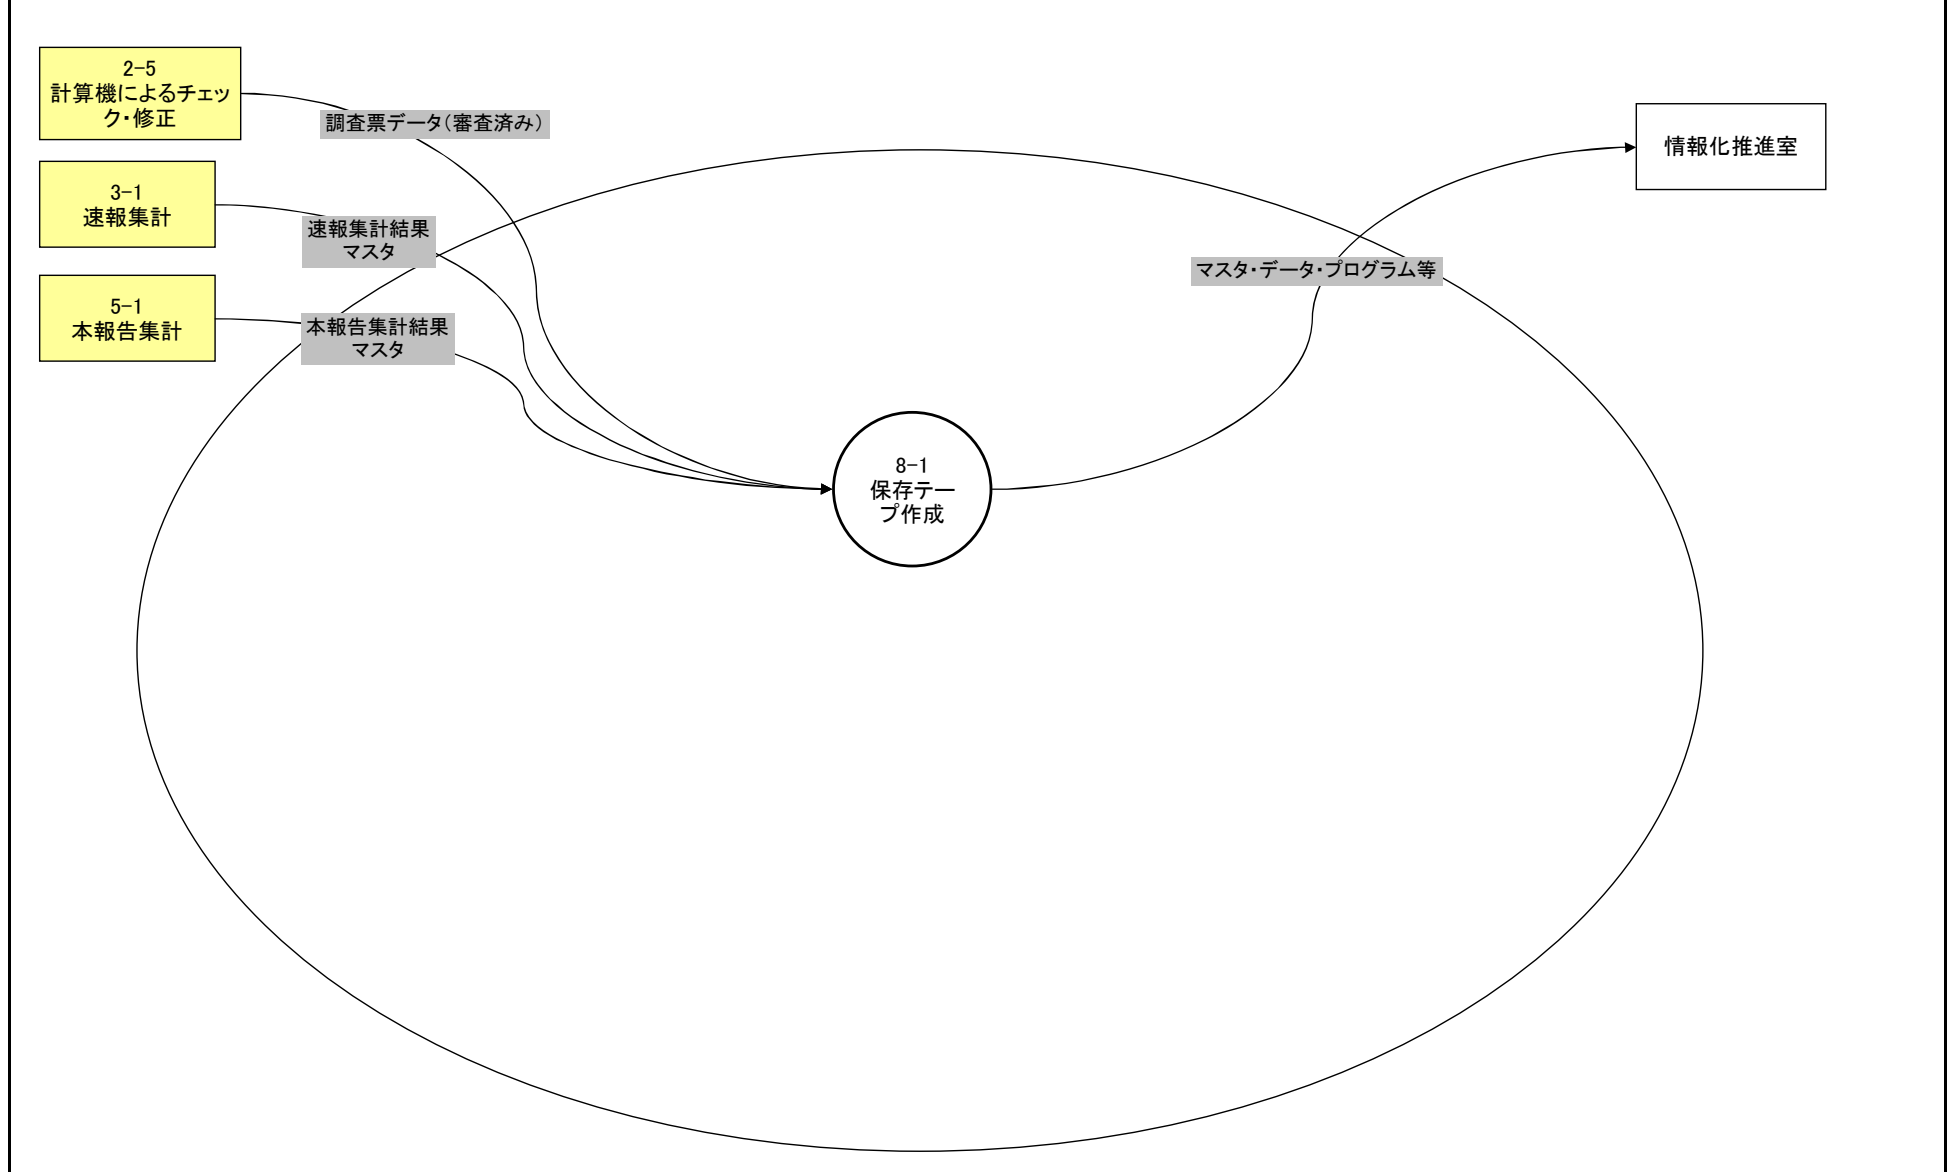 2-5
計算機によるチェッ
ク・修正
調査票データ（審査済み）
3-1
速報集計
速報集計結果
マスタ
5-1
本報告集計
本報告集計結果
マスタ
8-1
保存テー
プ作成
マスタ・データ・プログラム等
情報化推進室